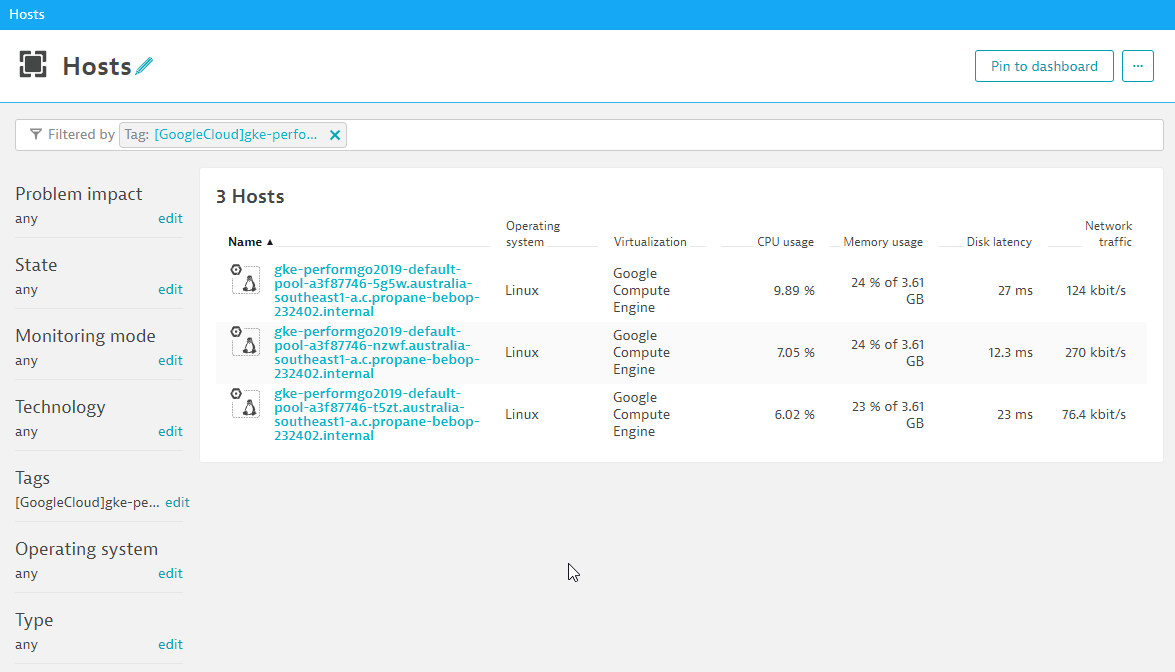 Hosts
Hosts
Pin to dashboard
...
Filtered by Tag: [GoogleCloud]gke-perfo...
Problem impact
any edit
State
any edit
Monitoring mode
any edit
Technology
any edit
Tags
[GoogleCloud]gke-pe... edit
Operating system
any edit
Type
any edit
3 Hosts
Name ▲ Operating system Virtualization CPU usage Memory usage Disk latency Network traffic
gke-performgo2019-default-
pool-a3f87746-5g5w.australia-
southeast1-a.c.propane-bebop-
232402.internal
Linux
Google
Compute
Engine
9.89 %
24 % of 3.61
GB
27 ms
124 kbit/s
gke-performgo2019-default-
pool-a3f87746-nzwf.australia-
southeast1-a.c.propane-bebop-
232402.internal
Linux
Google
Compute
Engine
7.05 %
24 % of 3.61
GB
12.3 ms
270 kbit/s
gke-performgo2019-default-
pool-a3f87746-t5zt.australia-
southeast1-a.c.propane-bebop-
232402.internal
Linux
Google
Compute
Engine
6.02 %
23 % of 3.61
GB
23 ms
76.4 kbit/s